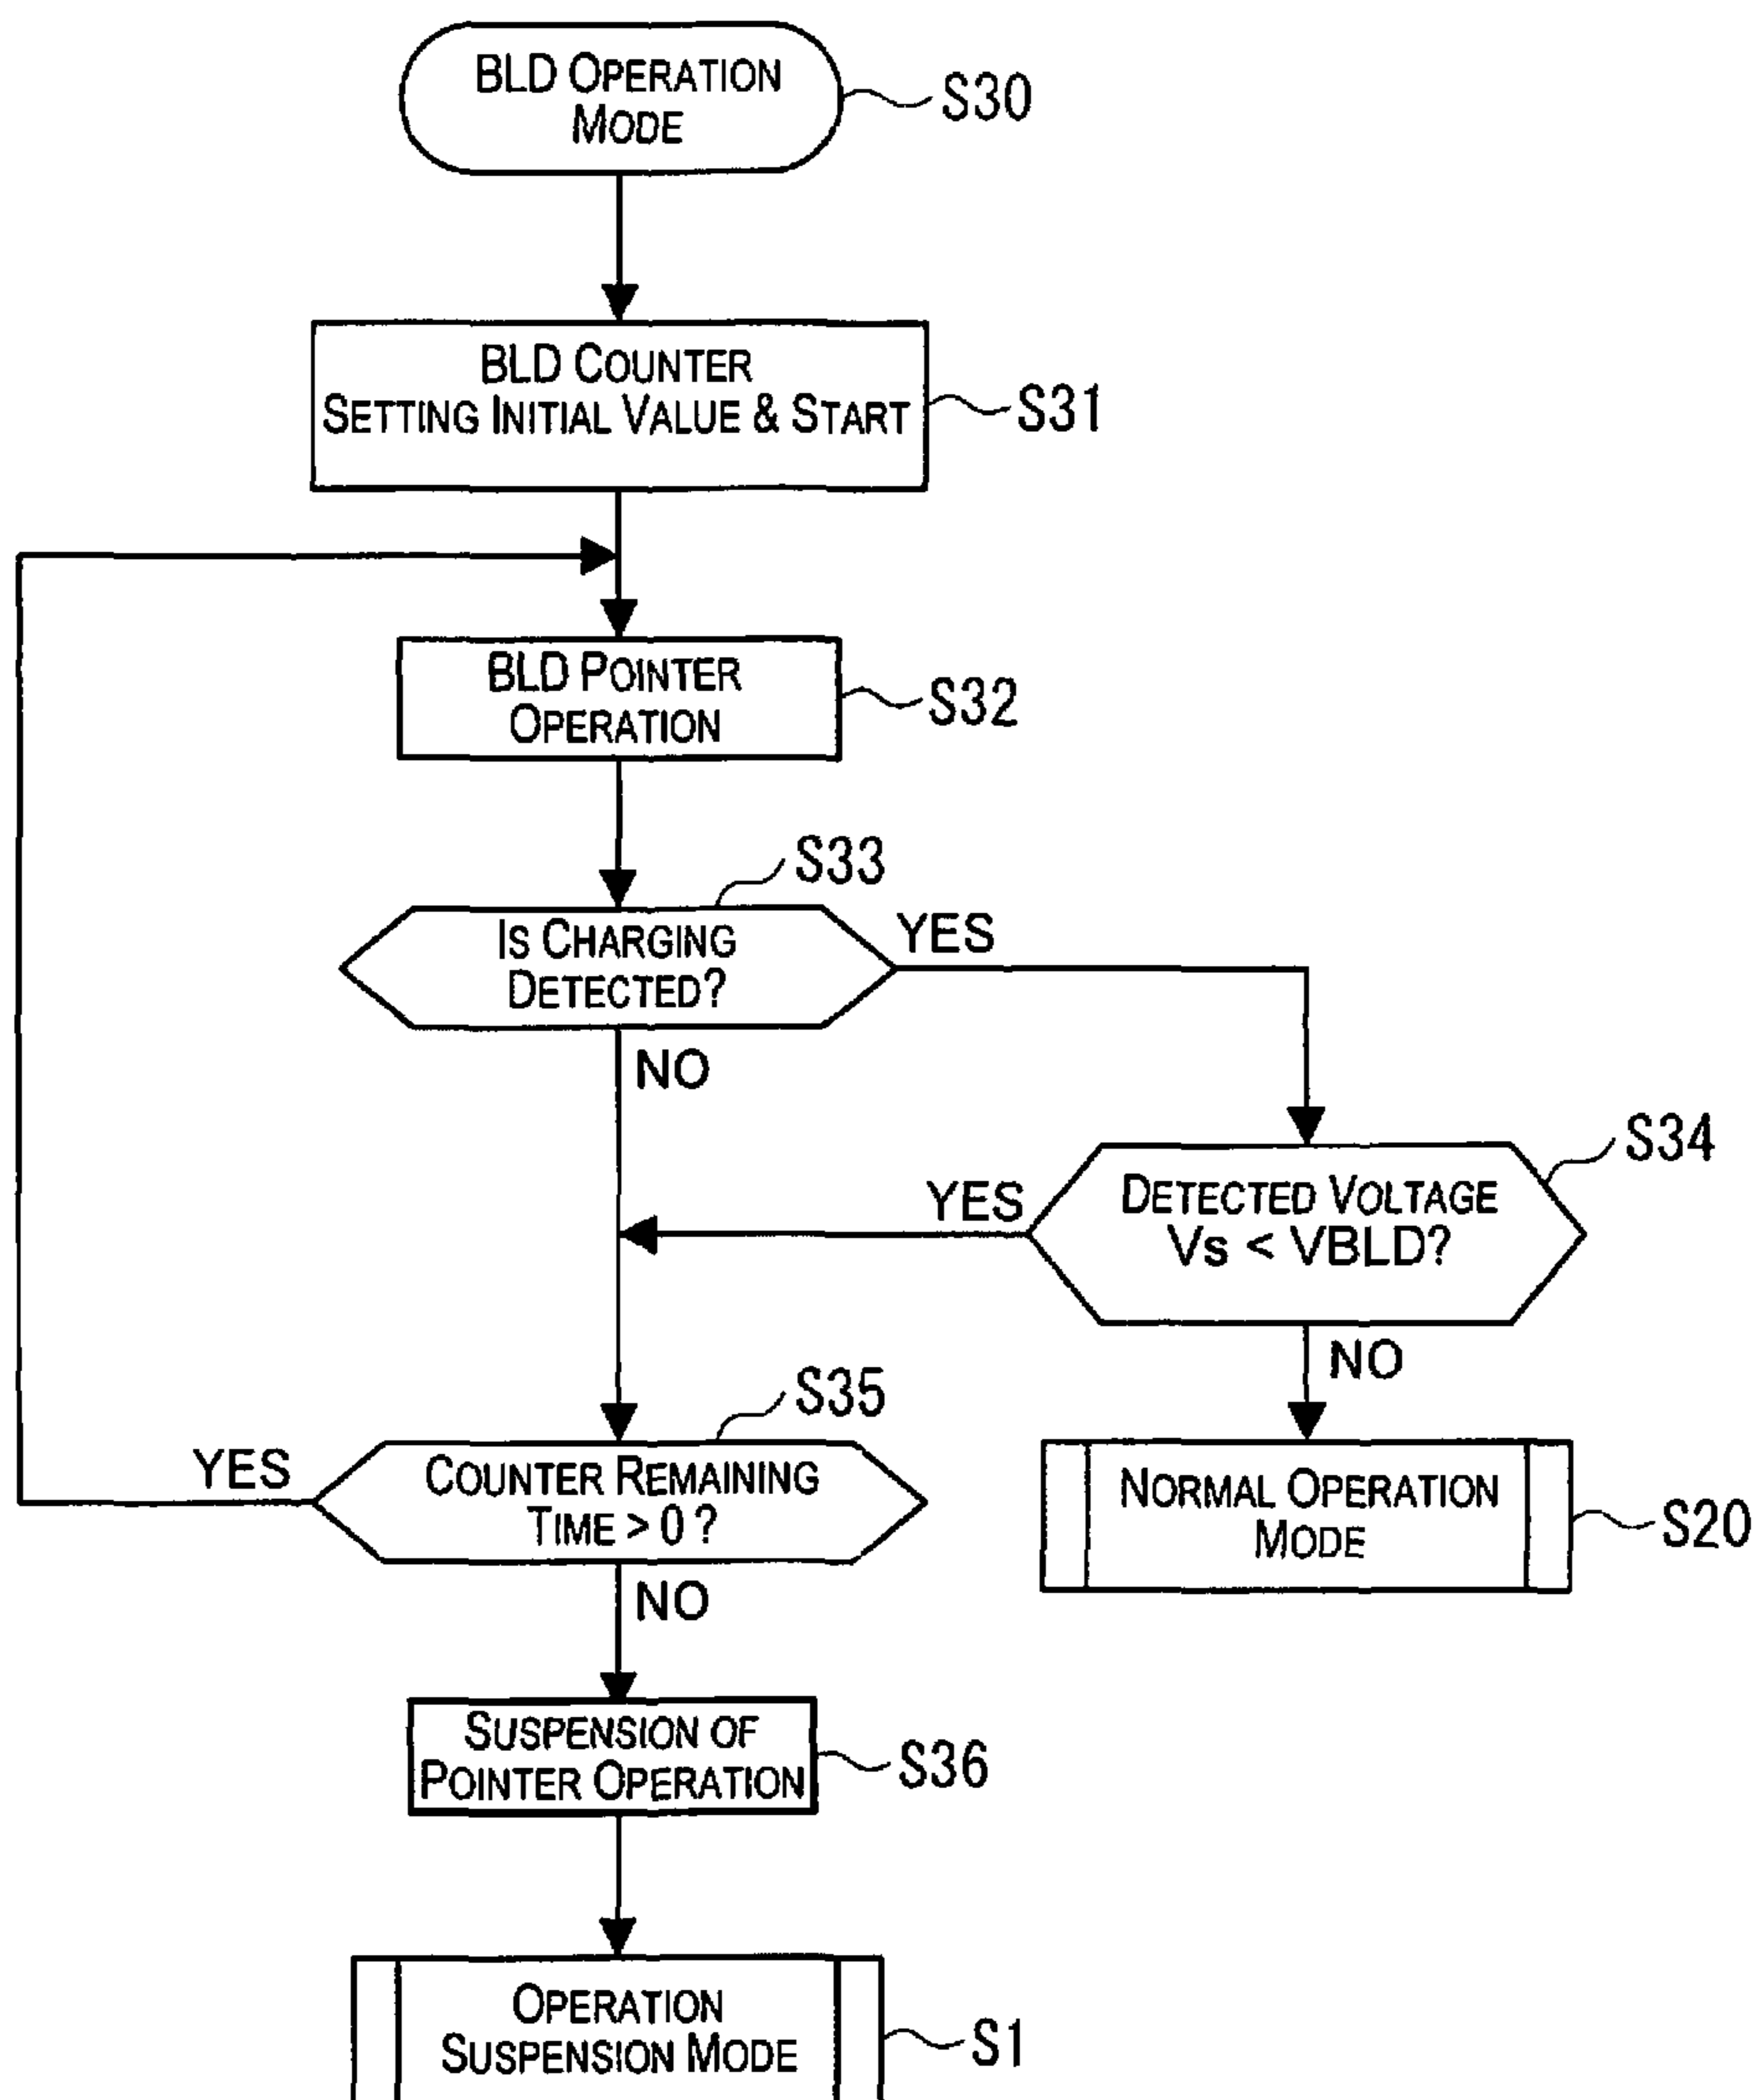 BLD OPERATION
MODE
S30
BLD COUNTER
SETTING INITIAL VALUE & START
S31
BLD POINTER
OPERATION
S32
S33
IS CHARGING
DETECTED?
YES
NO
S34
DETECTED VOLTAGE
Vs < VBLD?
YES
NO
S35
COUNTER REMAINING
TIME > 0 ?
YES
NO
NORMAL OPERATION
MODE
S20
SUSPENSION OF
POINTER OPERATION
S36
OPERATION
SUSPENSION MODE
S1